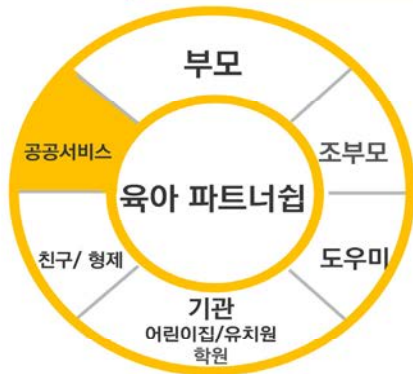 부모
공공서비스
조부모
육아 파트너쉽
친구/ 형제
도우미
기관
어린이집/유치원
학원